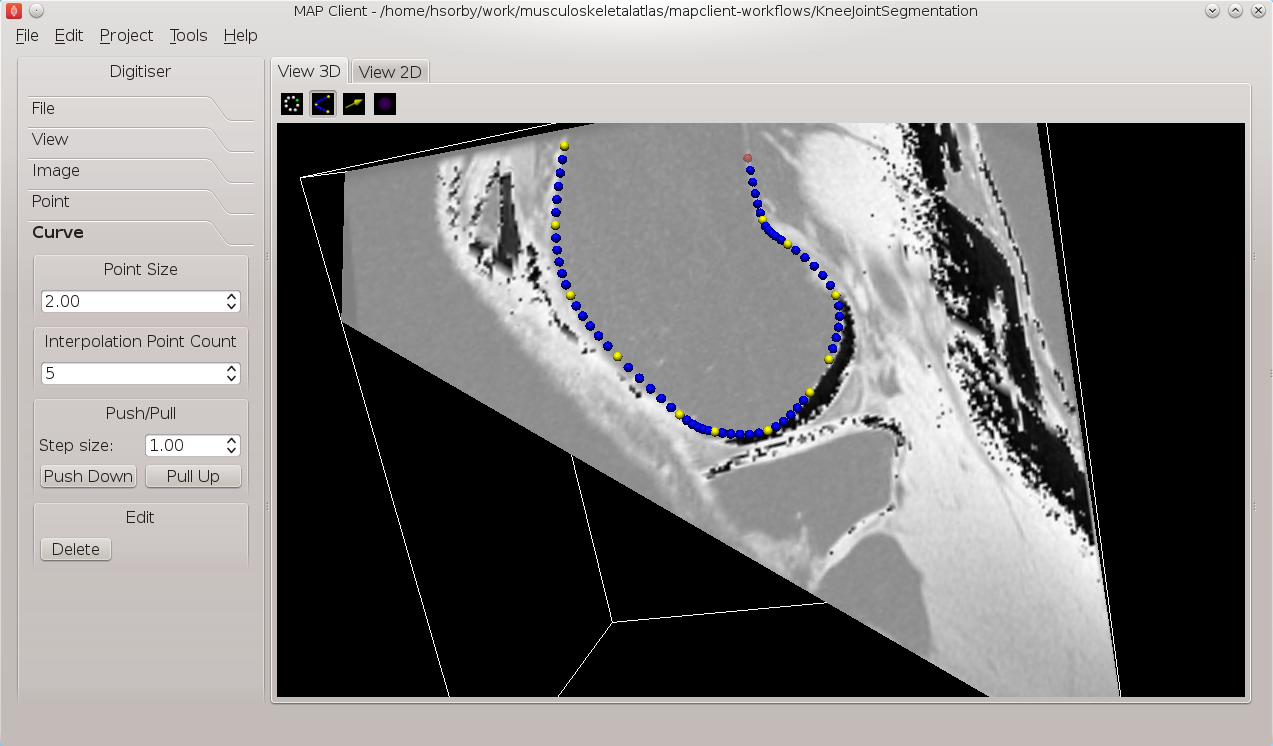 MAP Client - /home/hsorby/work/musculoskeletalatlas/mapclient-workflows/KneeJointSegmentation
File Edit Project Tools Help
Digitiser
File
View
Image
Point
Curve
Point Size
2.00
Interpolation Point Count
5
Push/Pull
Step size: 1.00
Push Down Pull Up
Edit
Delete
View 3D View 2D